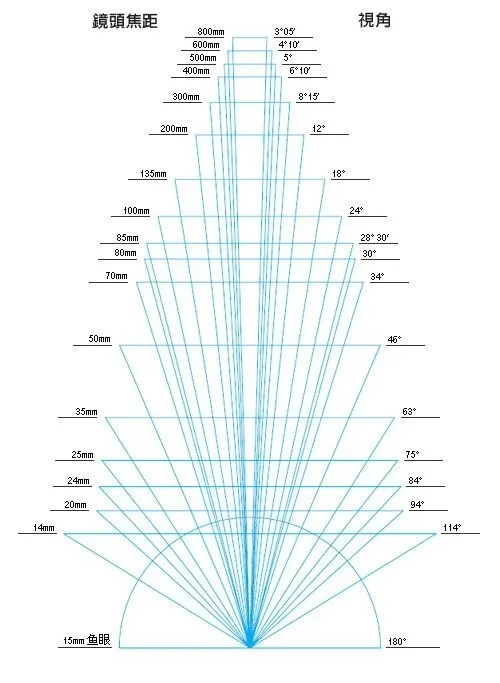 鏡頭焦距 視角
800mm 3°05′
600mm 4°10′
500mm 5°
400mm 6°10′
300mm 8°15′
200mm 12°
135mm 18°
100mm 24°
85mm 28°30′
80mm 30°
70mm 34°
50mm 46°
35mm 63°
25mm 75°
24mm 84°
20mm 94°
14mm 114°
15mm 鱼眼 180°